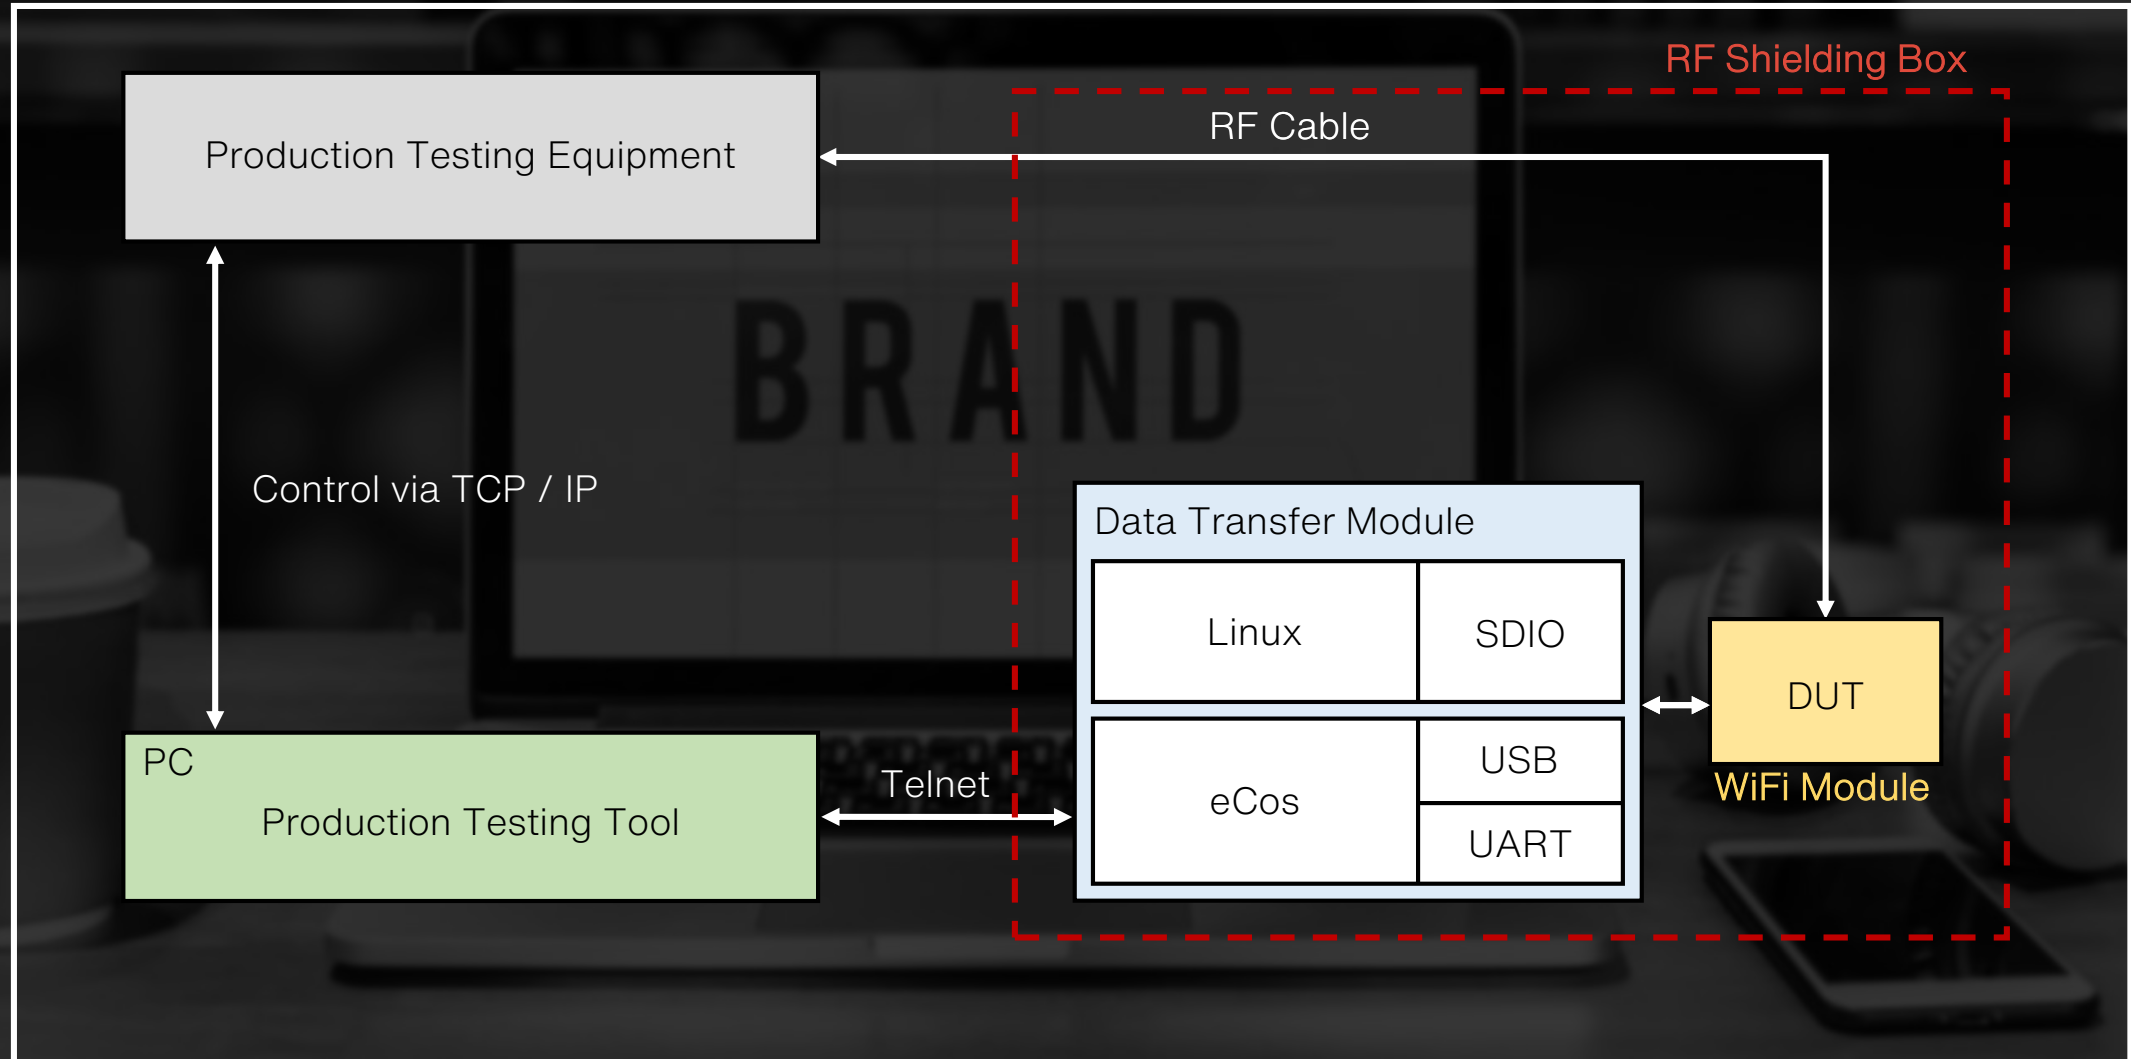 RF Shielding Box
RF Cable
Production Testing Equipment
BRAND
Control via TCP / IP
Data Transfer Module
Linux
SDIO
DUT
WiFi Module
PC
Production Testing Tool
Telnet
eCos
USB
UART